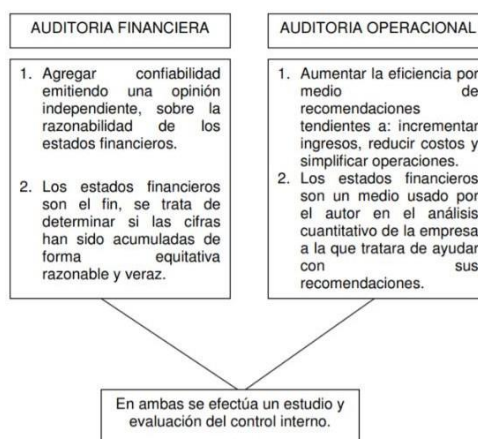 AUDITORIA FINANCIERA
1. Agregar confiabilidad
emitiendo una opinión
independiente, sobre la
razonabilidad de los
estados financieros.
2. Los estados financieros
son el fin, se trata de
determinar si las cifras
han sido acumuladas de
forma equitativa
razonable y veraz.
AUDITORIA OPERACIONAL
1. Aumentar la eficiencia por
medio de
recomendaciones
tendientes a: incrementar
ingresos, reducir costos y
simplificar operaciones.
2. Los estados financieros
son un medio usado por
el autor en el análisis
cuantitativo de la empresa
a la que tratara de ayudar
con sus
recomendaciones.
En ambas se efectúa un estudio y
evaluación del control interno.